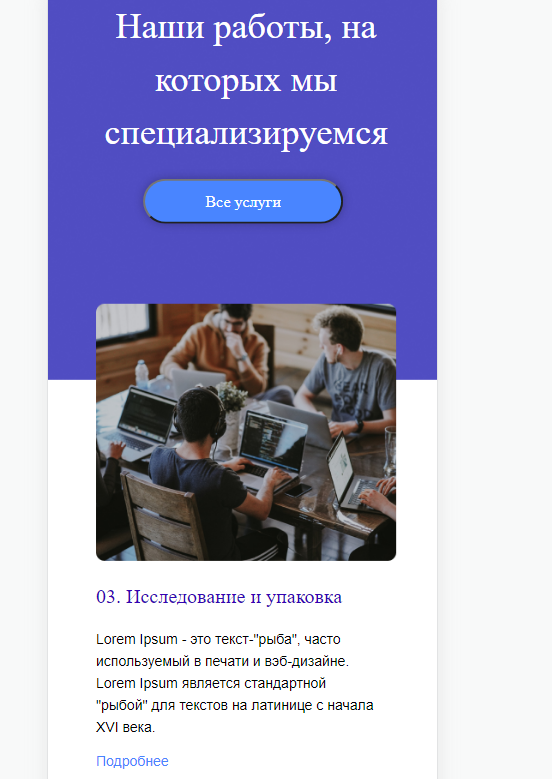 Наши работы, на
которых мы
специализируемся
Все услуги
03. Исследование и упаковка
Lorem Ipsum - это текст-"рыба", часто
используемый в печати и вэб-дизайне.
Lorem Ipsum является стандартной
"рыбой" для текстов на латинице с начала
XVI века.
Подробнее